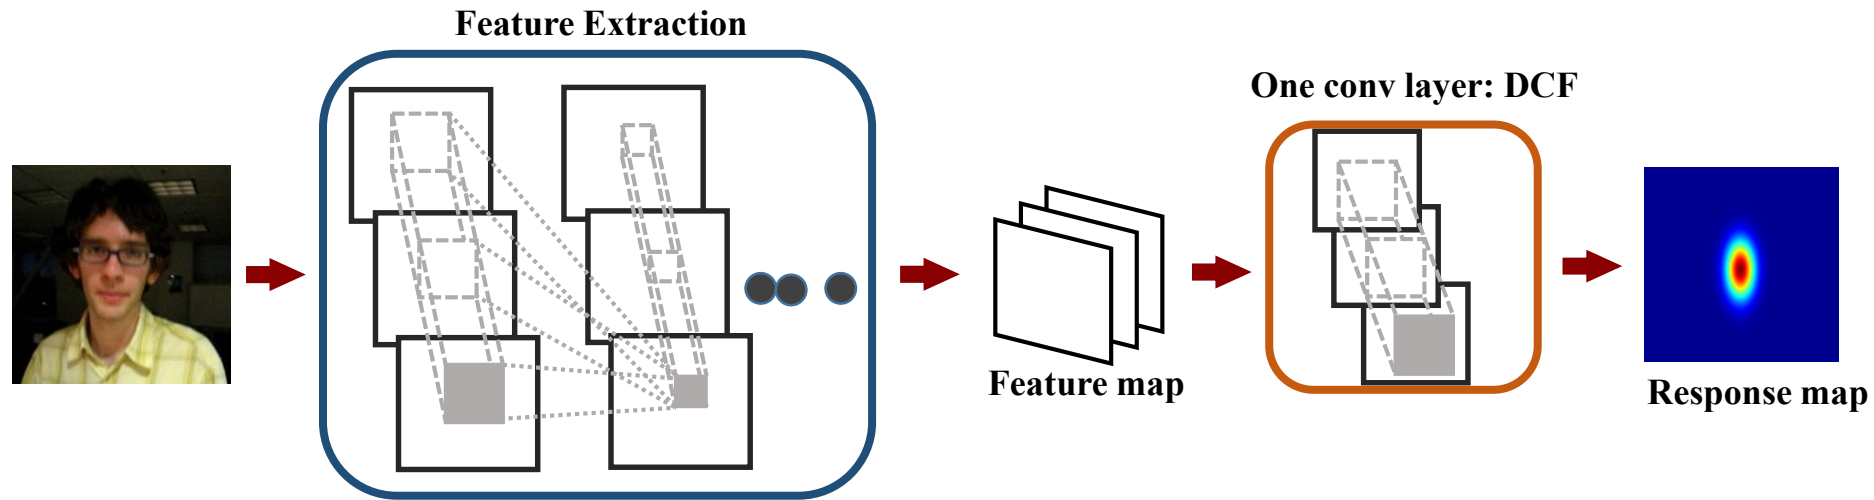 Feature Extraction
One conv layer: DCF
Feature map
Response map